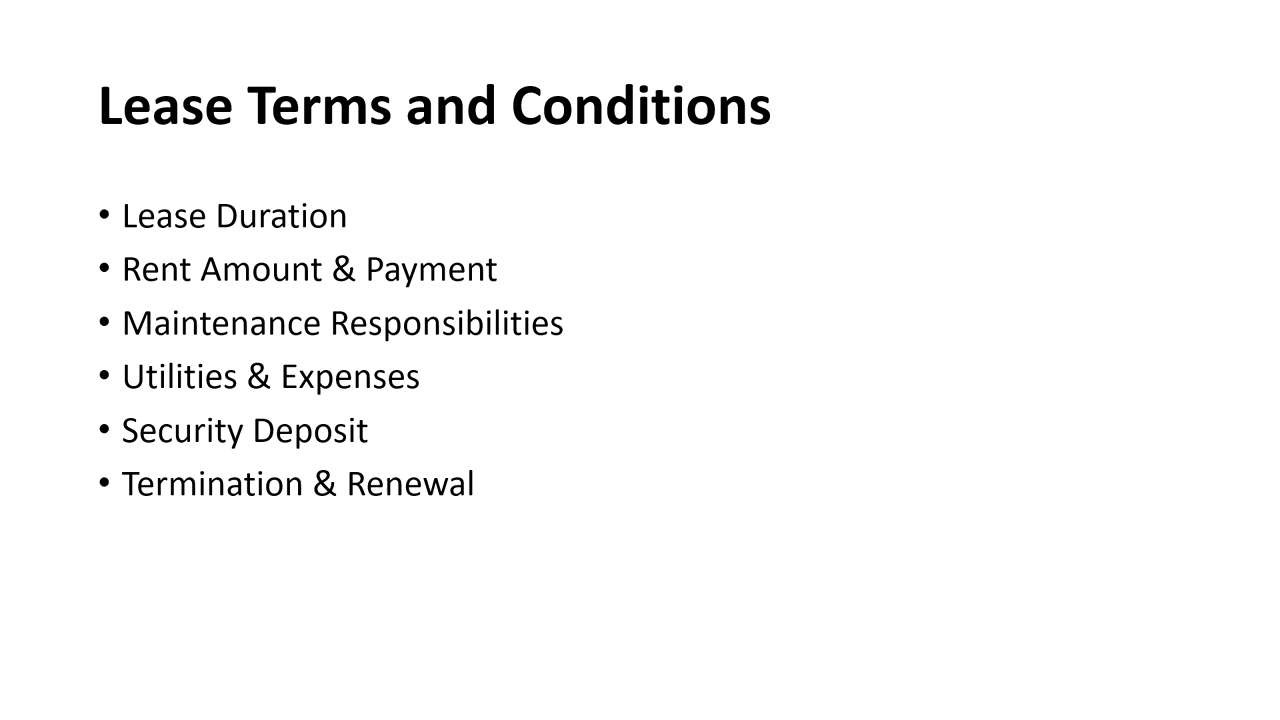 Lease Terms and Conditions
• Lease Duration
• Rent Amount & Payment
• Maintenance Responsibilities
• Utilities & Expenses
• Security Deposit
• Termination & Renewal